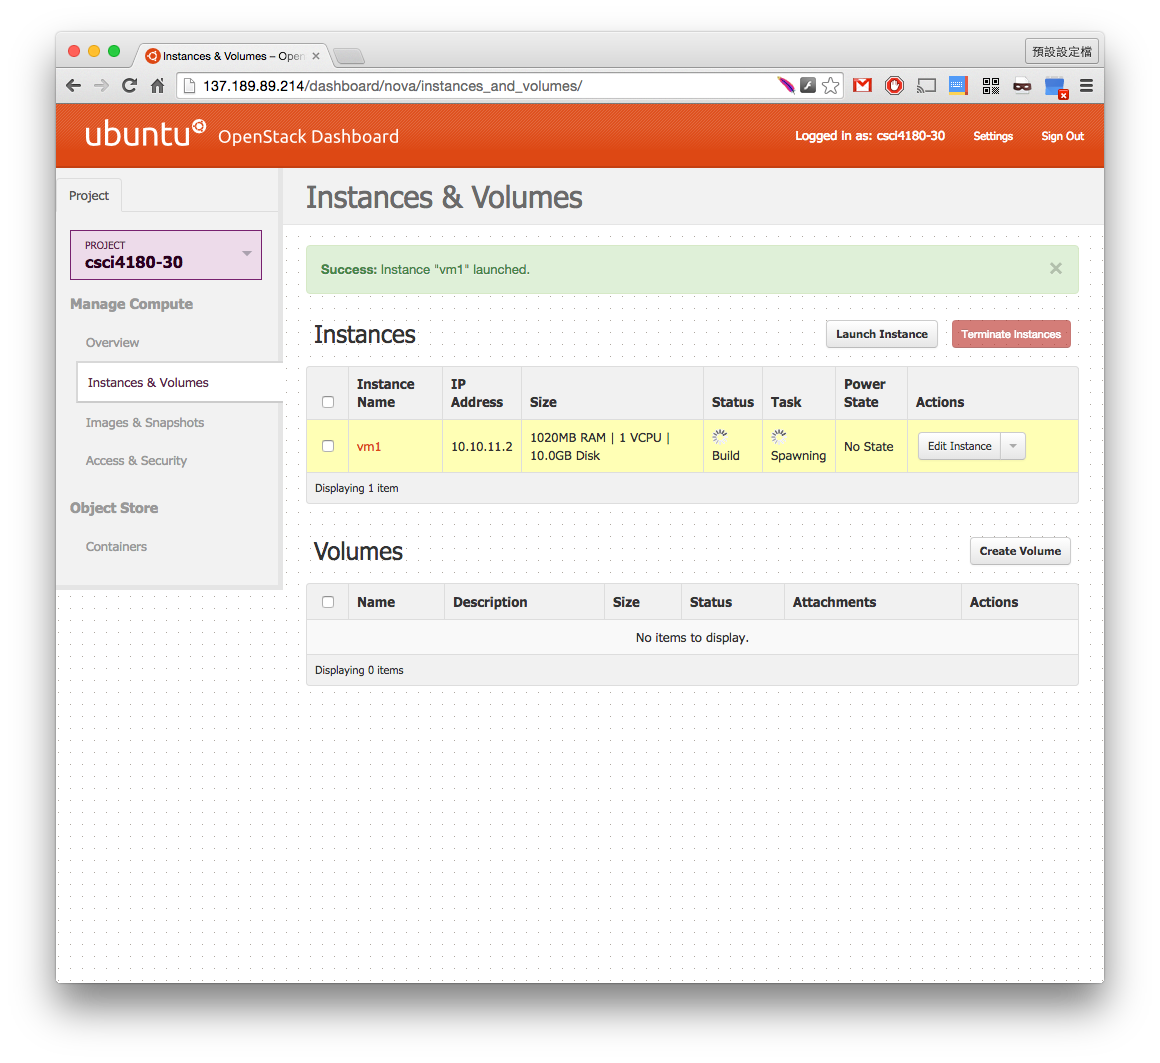 Instances & Volumes – Open
預設設定檔
137.189.89.214/dashboard/nova/instances_and_volumes/
ubuntu OpenStack Dashboard
Logged in as: csci4180-30 Settings Sign Out
Project
PROJECT
csci4180-30
Manage Compute
Overview
Instances & Volumes
Images & Snapshots
Access & Security
Object Store
Containers
Instances & Volumes
Success: Instance "vm1" launched.
Instances Launch Instance Terminate Instances
Instance Name IP Address Size Status Task Power State Actions
vm1 10.10.11.2 1020MB RAM | 1 VCPU | 10.0GB Disk Build Spawning No State Edit Instance
Displaying 1 item
Volumes Create Volume
Name Description Size Status Attachments Actions
No items to display.
Displaying 0 items